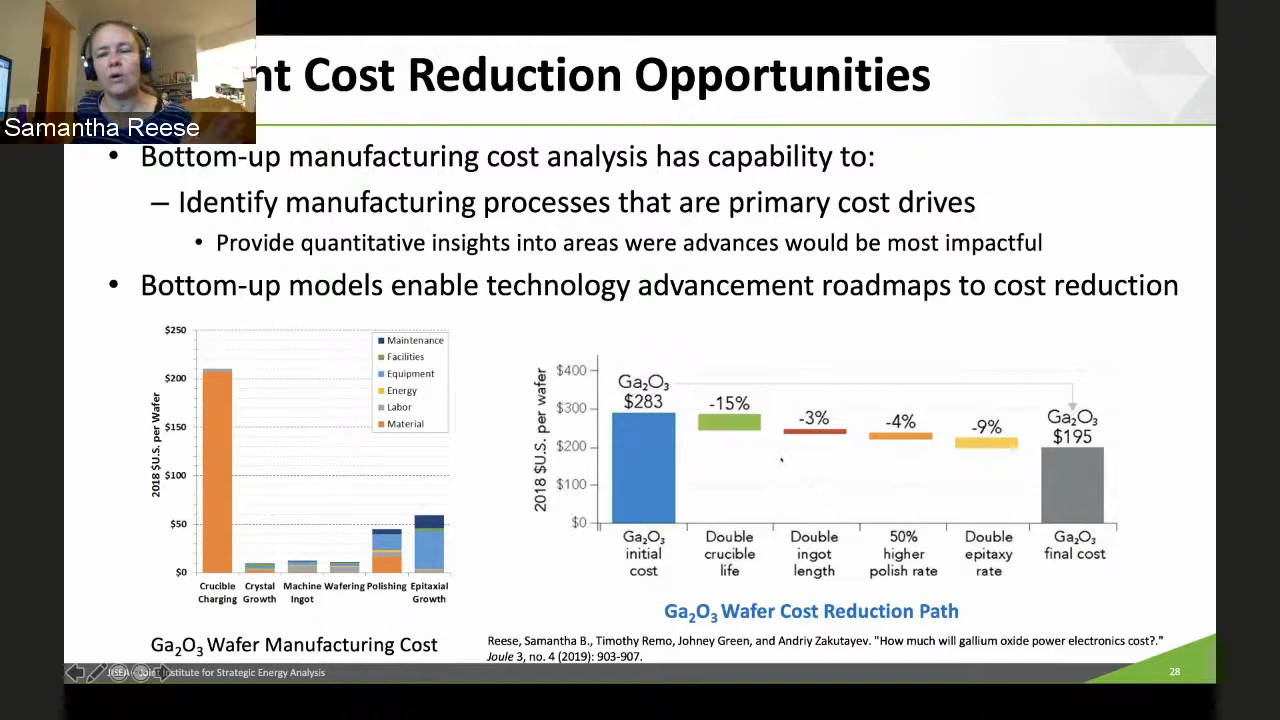 nt Cost Reduction Opportunities
Samantha Reese
• Bottom-up manufacturing cost analysis has capability to:
– Identify manufacturing processes that are primary cost drives
• Provide quantitative insights into areas were advances would be most impactful
• Bottom-up models enable technology advancement roadmaps to cost reduction
2018 $U.S. per Wafer
$250
$200
$150
$100
$50
$0
Maintenance
Facilities
Equipment
Energy
Labor
Material
Crucible Charging
Crystal Growth
Machine Ingot
Wafering
Polishing
Epitaxial Growth
Ga₂O₃ Wafer Manufacturing Cost
2018 $U.S. per wafer
$400
$300
$200
$100
$0
Ga₂O₃
$283
-15%
-3%
-4%
-9%
Ga₂O₃
$195
Ga₂O₃ initial cost
Double crucible life
Double ingot length
50% higher polish rate
Double epitaxy rate
Ga₂O₃ final cost
Ga₂O₃ Wafer Cost Reduction Path
Reese, Samantha B., Timothy Remo, Johney Green, and Andriy Zakutayev. "How much will gallium oxide power electronics cost?."
Joule 3, no. 4 (2019): 903-907.
JISEA—Joint Institute for Strategic Energy Analysis
28